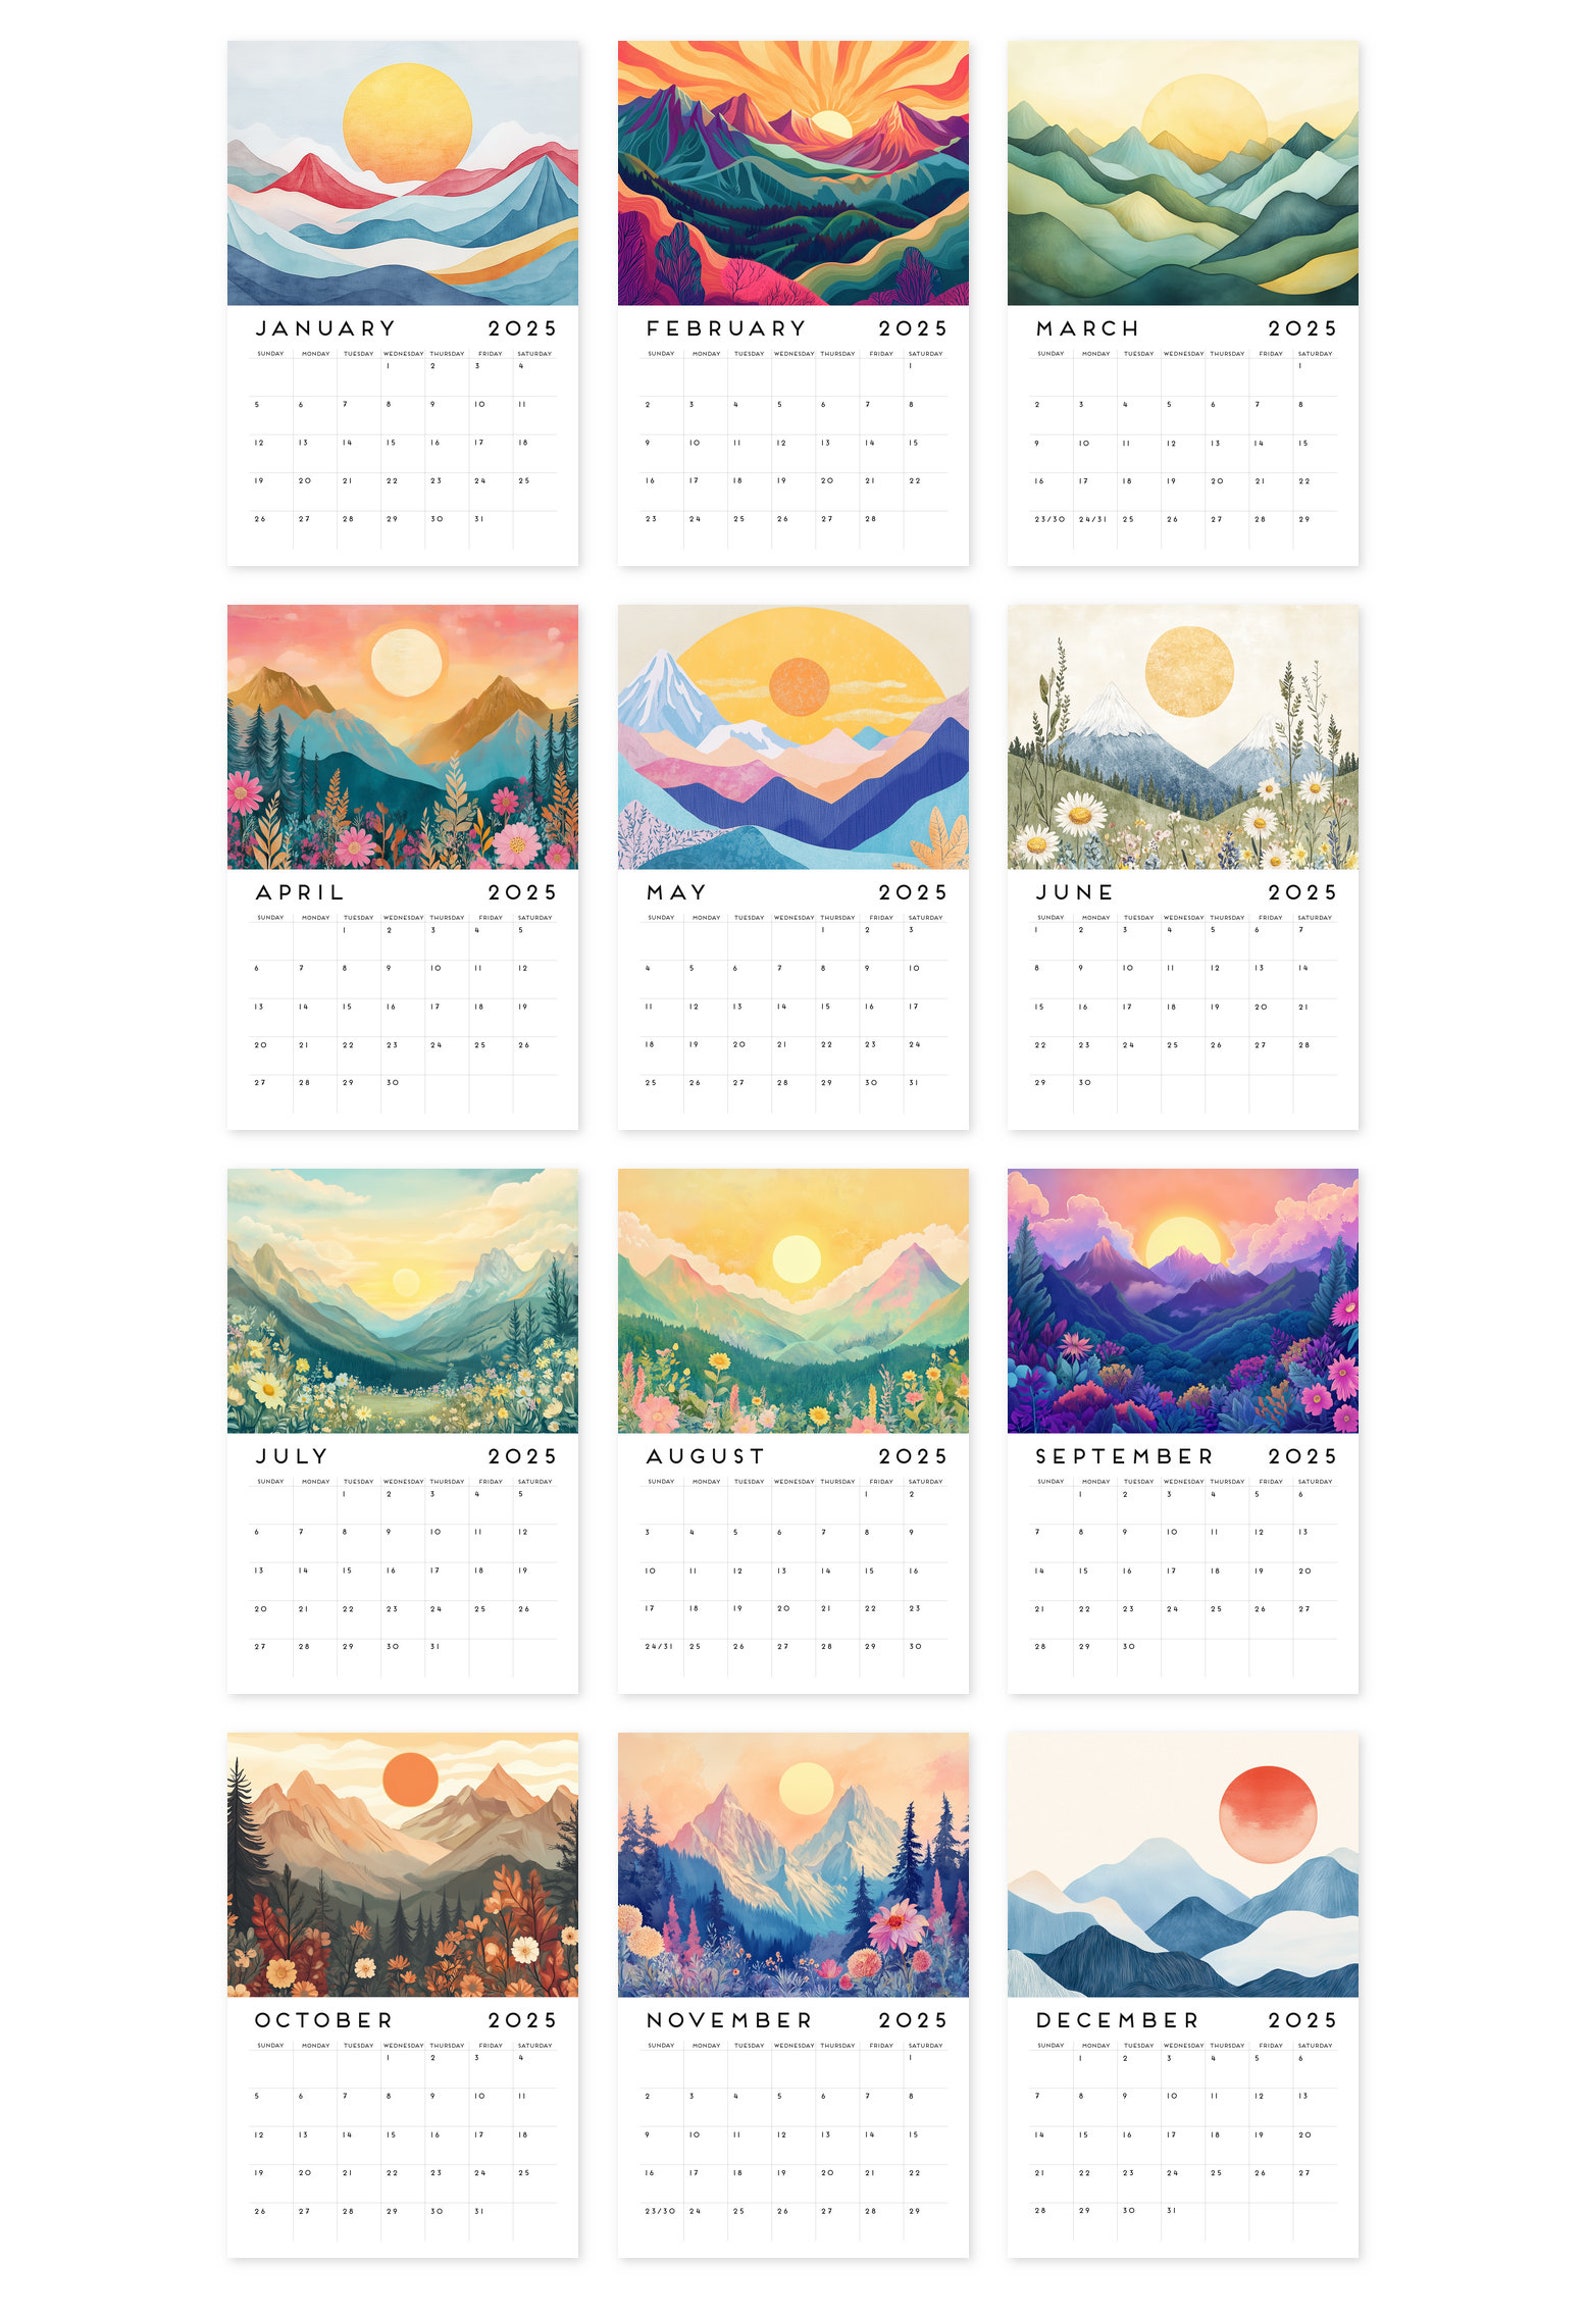 JANUARY 2025
SUNDAY MONDAY TUESDAY WEDNESDAY THURSDAY FRIDAY SATURDAY
1 2 3 4
5 6 7 8 9 10 11
12 13 14 15 16 17 18
19 20 21 22 23 24 25
26 27 28 29 30 31
FEBRUARY 2025
SUNDAY MONDAY TUESDAY WEDNESDAY THURSDAY FRIDAY SATURDAY
1
2 3 4 5 6 7 8
9 10 11 12 13 14 15
16 17 18 19 20 21 22
23 24 25 26 27 28
MARCH 2025
SUNDAY MONDAY TUESDAY WEDNESDAY THURSDAY FRIDAY SATURDAY
1
2 3 4 5 6 7 8
9 10 11 12 13 14 15
16 17 18 19 20 21 22
23/30 24/31 25 26 27 28 29
APRIL 2025
SUNDAY MONDAY TUESDAY WEDNESDAY THURSDAY FRIDAY SATURDAY
1 2 3 4 5
6 7 8 9 10 11 12
13 14 15 16 17 18 19
20 21 22 23 24 25 26
27 28 29 30
MAY 2025
SUNDAY MONDAY TUESDAY WEDNESDAY THURSDAY FRIDAY SATURDAY
1 2 3
4 5 6 7 8 9 10
11 12 13 14 15 16 17
18 19 20 21 22 23 24
25 26 27 28 29 30 31
JUNE 2025
SUNDAY MONDAY TUESDAY WEDNESDAY THURSDAY FRIDAY SATURDAY
1 2 3 4 5 6 7
8 9 10 11 12 13 14
15 16 17 18 19 20 21
22 23 24 25 26 27 28
29 30
JULY 2025
SUNDAY MONDAY TUESDAY WEDNESDAY THURSDAY FRIDAY SATURDAY
1 2 3 4 5
6 7 8 9 10 11 12
13 14 15 16 17 18 19
20 21 22 23 24 25 26
27 28 29 30 31
AUGUST 2025
SUNDAY MONDAY TUESDAY WEDNESDAY THURSDAY FRIDAY SATURDAY
1 2
3 4 5 6 7 8 9
10 11 12 13 14 15 16
17 18 19 20 21 22 23
24/31 25 26 27 28 29 30
SEPTEMBER 2025
SUNDAY MONDAY TUESDAY WEDNESDAY THURSDAY FRIDAY SATURDAY
1 2 3 4 5 6
7 8 9 10 11 12 13
14 15 16 17 18 19 20
21 22 23 24 25 26 27
28 29 30
OCTOBER 2025
SUNDAY MONDAY TUESDAY WEDNESDAY THURSDAY FRIDAY SATURDAY
1 2 3 4
5 6 7 8 9 10 11
12 13 14 15 16 17 18
19 20 21 22 23 24 25
26 27 28 29 30 31
NOVEMBER 2025
SUNDAY MONDAY TUESDAY WEDNESDAY THURSDAY FRIDAY SATURDAY
1
2 3 4 5 6 7 8
9 10 11 12 13 14 15
16 17 18 19 20 21 22
23/30 24 25 26 27 28 29
DECEMBER 2025
SUNDAY MONDAY TUESDAY WEDNESDAY THURSDAY FRIDAY SATURDAY
1 2 3 4 5 6
7 8 9 10 11 12 13
14 15 16 17 18 19 20
21 22 23 24 25 26 27
28 29 30 31